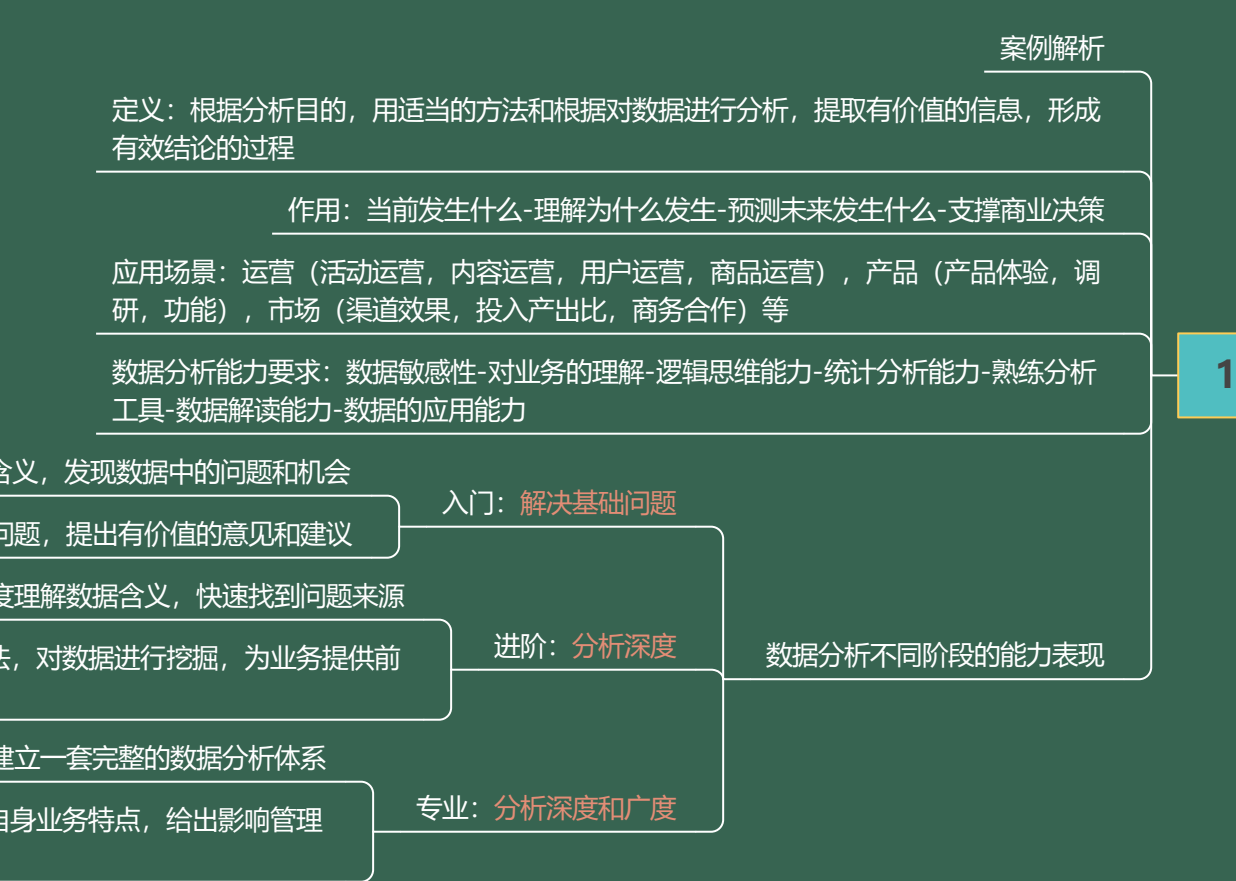 案例解析
定义：根据分析目的，用适当的方法和根据对数据进行分析，提取有价值的信息，形成
有效结论的过程
作用：当前发生什么-理解为什么发生-预测未来发生什么-支撑商业决策
应用场景：运营（活动运营，内容运营，用户运营，商品运营），产品（产品体验，调
研，功能），市场（渠道效果，投入产出比，商务合作）等
1
数据分析能力要求：数据敏感性-对业务的理解-逻辑思维能力-统计分析能力-熟练分析
工具-数据解读能力-数据的应用能力
含义，发现数据中的问题和机会
入门：解决基础问题
问题，提出有价值的意见和建议
度理解数据含义，快速找到问题来源
进阶：分析深度
法，对数据进行挖掘，为业务提供前
数据分析不同阶段的能力表现
建立一套完整的数据分析体系
专业：分析深度和广度
自身业务特点，给出影响管理